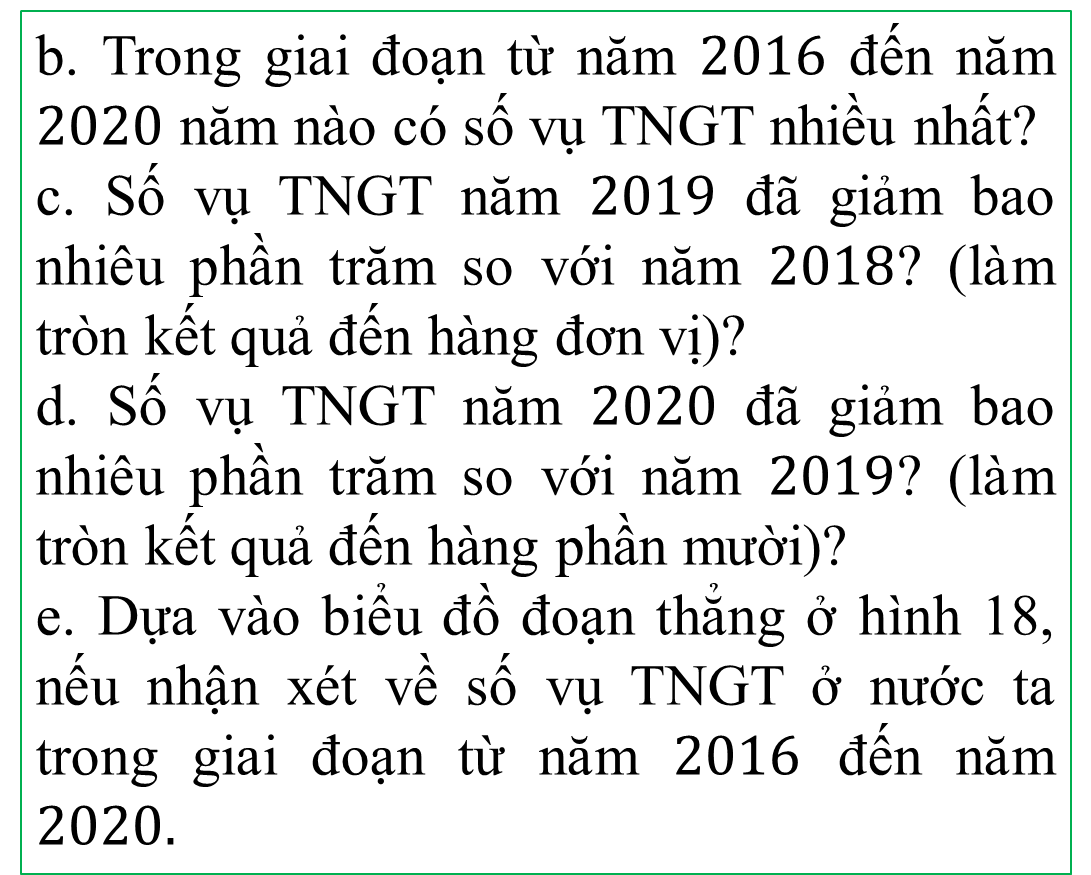 b. Trong giai đoạn từ năm 2016 đến năm
2020 năm nào có số vụ TNGT nhiều nhất?
c. Số vụ TNGT năm 2019 đã giảm bao
nhiêu phần trăm so với năm 2018? (làm
tròn kết quả đến hàng đơn vị)?
d. Số vụ TNGT năm 2020 đã giảm bao
nhiêu phần trăm so với năm 2019? (làm
tròn kết quả đến hàng phần mười)?
e. Dựa vào biểu đồ đoạn thẳng ở hình 18,
nếu nhận xét về số vụ TNGT ở nước ta
trong giai đoạn từ năm 2016 đến năm
2020.